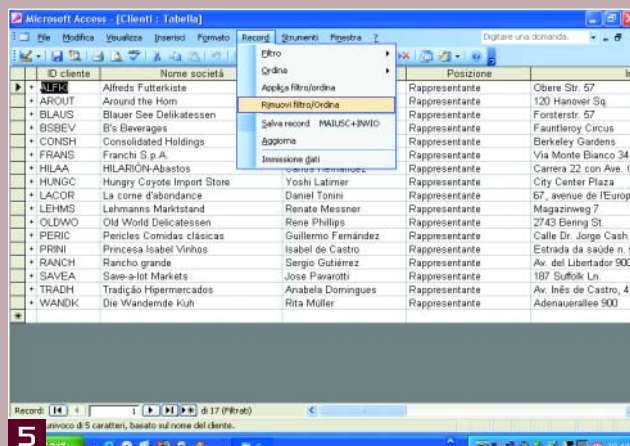 Microsoft Access - [Clienti : Tabella]
File Modifica Visualizza Inserisci Formato Record Strumenti Finestra ? Digitare una domanda.
Filtro
Ordina
Applica filtro/ordina
Rimuovi filtro/Ordina
Salva record MAIUSC+INVIO
Aggiorna
Immissione dati
ID cliente Nome società Posizione
ALFKI Alfreds Futterkiste Rappresentante Obere Str. 57
AROUT Around the Horn Rappresentante 120 Hanover Sq.
BLAUS Blauer See Delikatessen Rappresentante Forsterstr. 57
BSBEV B's Beverages Rappresentante Fauntleroy Circus
CONSH Consolidated Holdings Rappresentante Berkeley Gardens
FRANS Franchi S.p.A. Rappresentante Via Monte Bianco 34
HILAA HILARIÓN-Abastos Carlos Hernández Rappresentante Carrera 22 con Ave.
HUNGC Hungry Coyote Import Store Yoshi Latimer Rappresentante City Center Plaza
LACOR La corne d'abondance Daniel Tonini Rappresentante 67, avenue de l'Europ
LEHMS Lehmanns Marktstand Renate Messner Rappresentante Magazinweg 7
OLDWO Old World Delicatessen Rene Phillips Rappresentante 2743 Bering St.
PERIC Pericles Comidas clásicas Guillermo Fernández Rappresentante Calle Dr. Jorge Cash
PRINI Princesa Isabel Vinhos Isabel de Castro Rappresentante Estrada da saúde n.
RANCH Rancho grande Sergio Gutiérrez Rappresentante Av. del Libertador 900
SAVEA Save-a-lot Markets Jose Pavarotti Rappresentante 187 Suffolk Ln.
TRADH Tradição Hipermercados Anabela Domingues Rappresentante Av. Inês de Castro, 4
WANDK Die Wandernde Kuh Rita Müller Rappresentante Adenauerallee 900
Record: 1 di 17 (Filtrati)
univoco di 5 caratteri, basato sul nome del cliente.
5